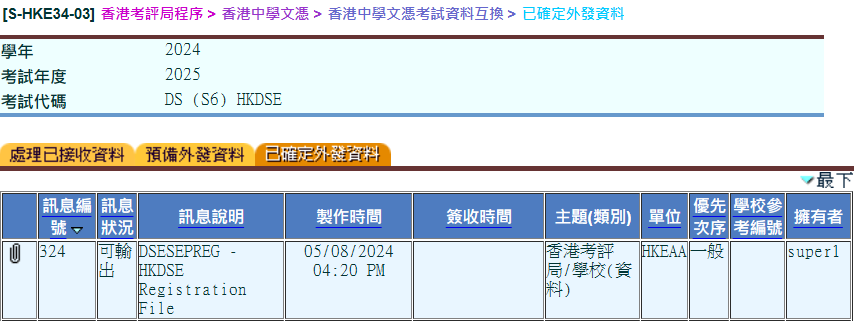 [S-HKE34-03] 香港考評局程序 > 香港中學文憑 > 香港中學文憑考試資料互換 > 已確定外發資料
學年 2024
考試年度 2025
考試代碼 DS (S6) HKDSE
處理已接收資料 預備外發資料 已確定外發資料
最下
訊息編號 訊息狀況 訊息說明 製作時間 簽收時間 主題(類別) 單位 優先次序 學校參考編號 擁有者
324 可輸出 DSESEPREG - HKDSE Registration File 05/08/2024 04:20 PM 香港考評局/學校(資料) HKEAA 一般 super1